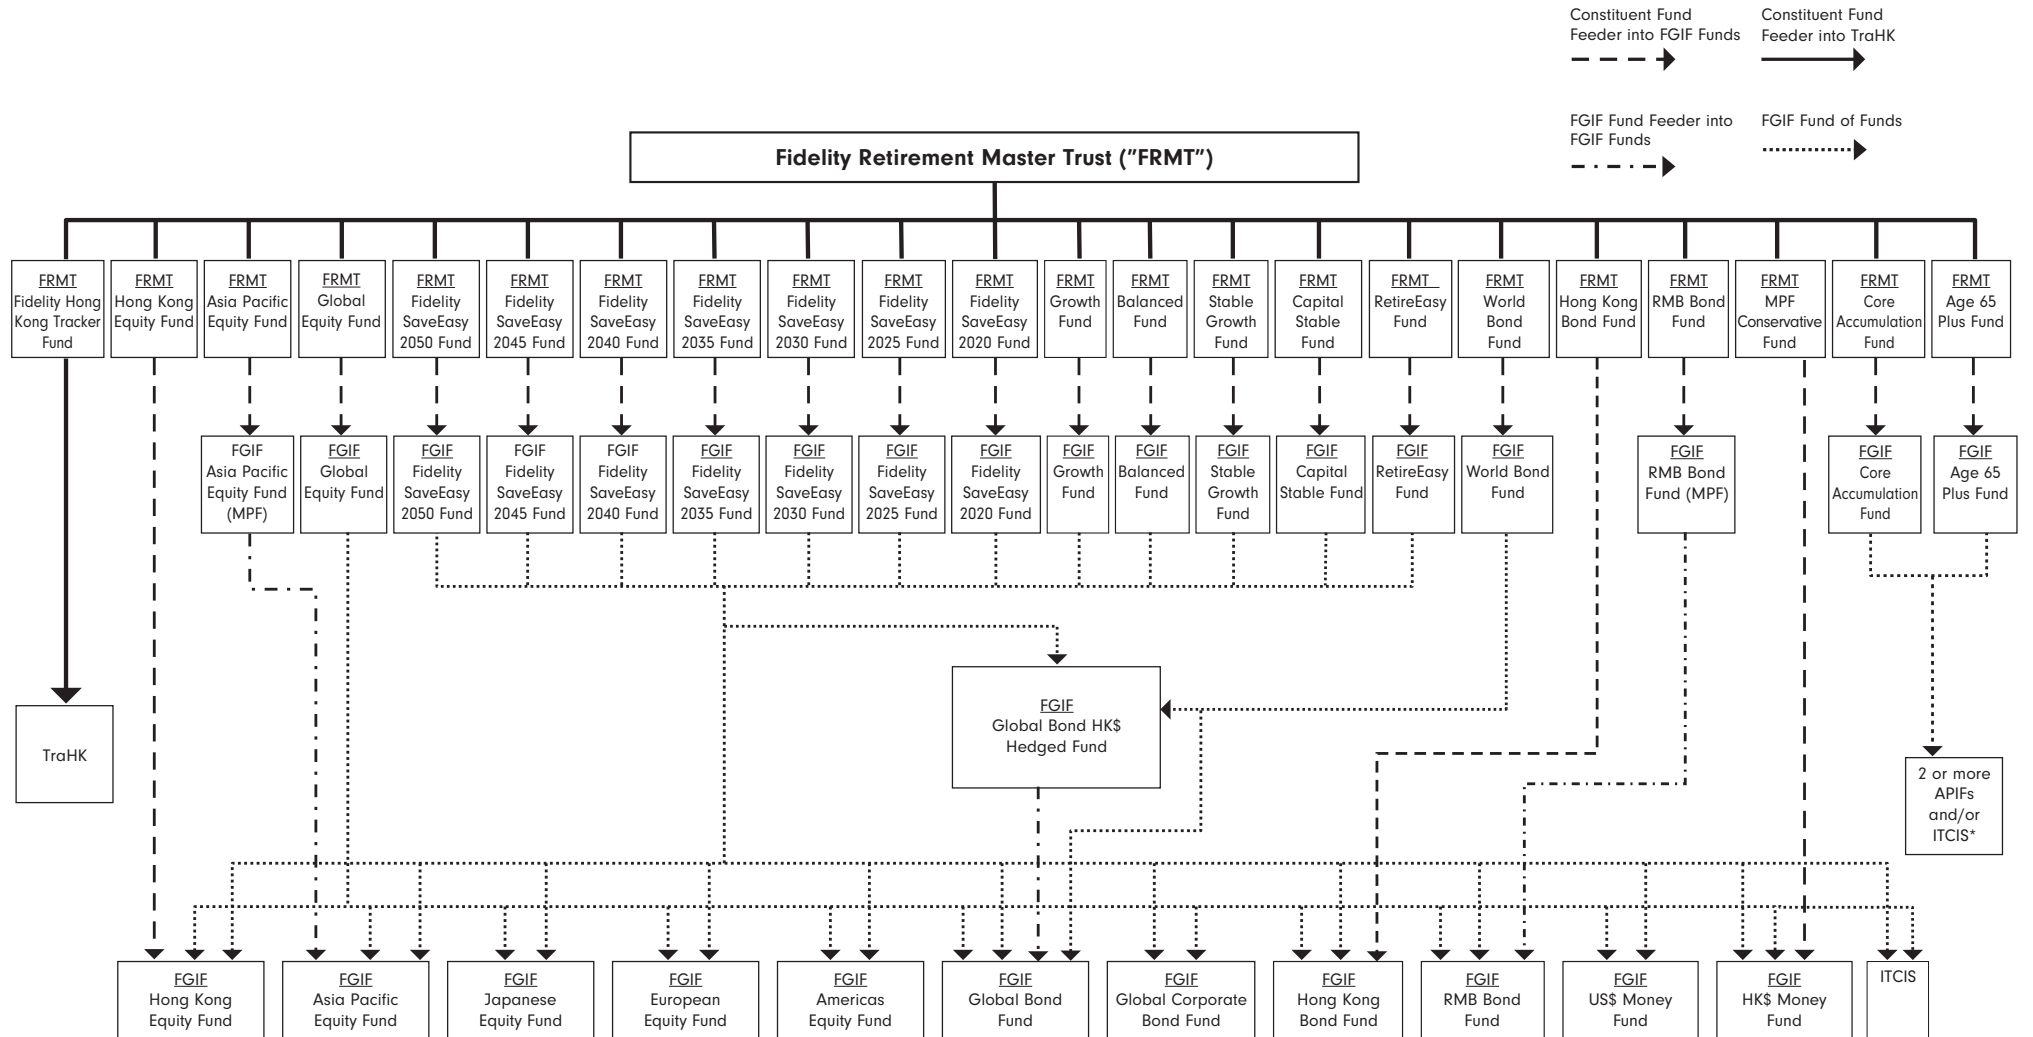 Constituent Fund
Feeder into FGIF Funds
Constituent Fund
Feeder into TraHK
FGIF Fund Feeder into
FGIF Funds
FGIF Fund of Funds
Fidelity Retirement Master Trust ("FRMT")
FRMT
Fidelity Hong
Kong Tracker
Fund
FRMT
Hong Kong
Equity Fund
FRMT
Asia Pacific
Equity Fund
FRMT
Global
Equity Fund
FRMT
Fidelity
SaveEasy
2050 Fund
FRMT
Fidelity
SaveEasy
2045 Fund
FRMT
Fidelity
SaveEasy
2040 Fund
FRMT
Fidelity
SaveEasy
2035 Fund
FRMT
Fidelity
SaveEasy
2030 Fund
FRMT
Fidelity
SaveEasy
2025 Fund
FRMT
Fidelity
SaveEasy
2020 Fund
FRMT
Growth
Fund
FRMT
Balanced
Fund
FRMT
Stable
Growth
Fund
FRMT
Capital
Stable
Fund
FRMT
RetireEasy
Fund
FRMT
World
Bond
Fund
FRMT
Hong Kong
Bond Fund
FRMT
RMB Bond
Fund
FRMT
MPF
Conservative
Fund
FRMT
Core
Accumulation
Fund
FRMT
Age 65
Plus Fund
FGIF
Asia Pacific
Equity Fund
(MPF)
FGIF
Global
Equity Fund
FGIF
Fidelity
SaveEasy
2050 Fund
FGIF
Fidelity
SaveEasy
2045 Fund
FGIF
Fidelity
SaveEasy
2040 Fund
FGIF
Fidelity
SaveEasy
2035 Fund
FGIF
Fidelity
SaveEasy
2030 Fund
FGIF
Fidelity
SaveEasy
2025 Fund
FGIF
Fidelity
SaveEasy
2020 Fund
FGIF
Growth
Fund
FGIF
Balanced
Fund
FGIF
Stable
Growth
Fund
FGIF
Capital
Stable Fund
FGIF
RetireEasy
Fund
FGIF
World Bond
Fund
FGIF
RMB Bond
Fund (MPF)
FGIF
Core
Accumulation
Fund
FGIF
Age 65
Plus Fund
TraHK
FGIF
Global Bond HK$
Hedged Fund
2 or more
APIFs
and/or
ITCIS*
FGIF
Hong Kong
Equity Fund
FGIF
Asia Pacific
Equity Fund
FGIF
Japanese
Equity Fund
FGIF
European
Equity Fund
FGIF
Americas
Equity Fund
FGIF
Global Bond
Fund
FGIF
Global Corporate
Bond Fund
FGIF
Hong Kong
Bond Fund
FGIF
RMB Bond
Fund
FGIF
US$ Money
Fund
FGIF
HK$ Money
Fund
ITCIS